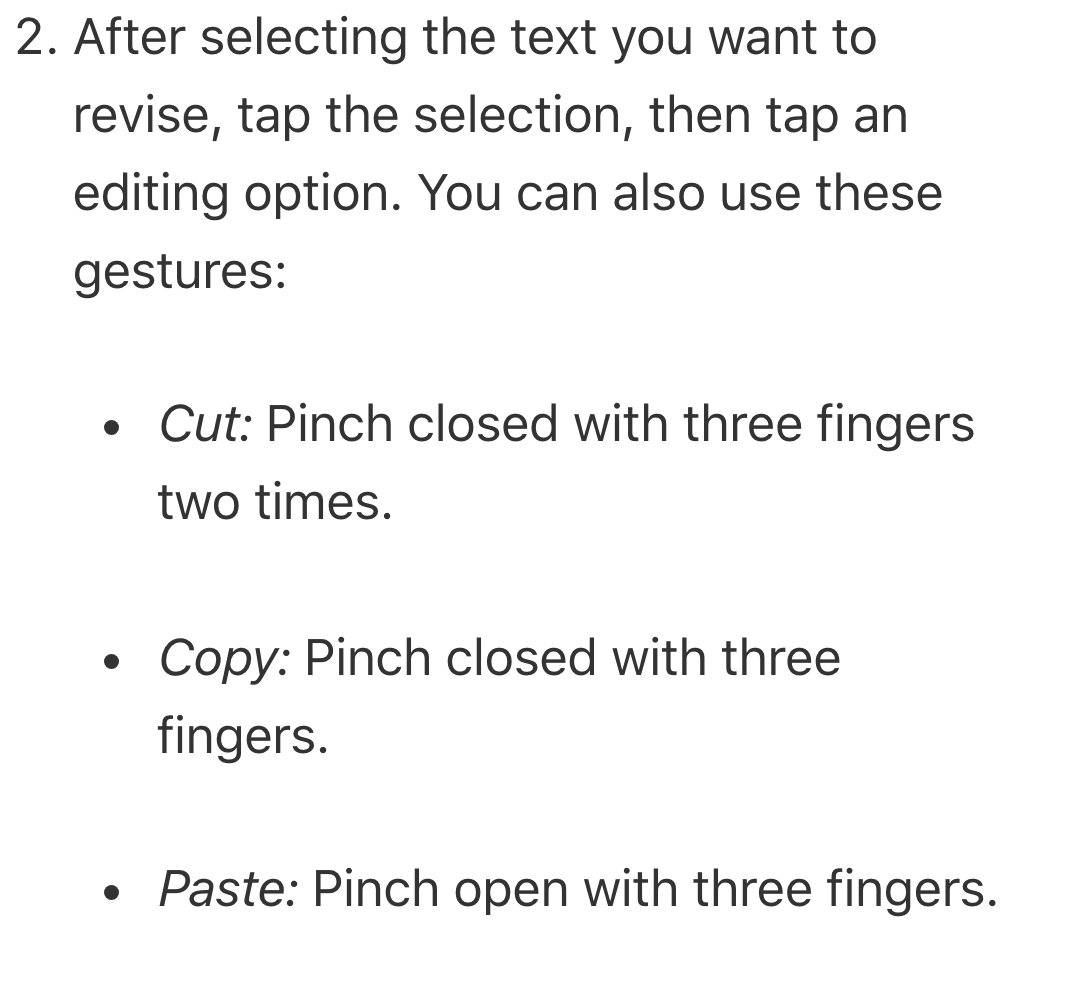 2. After selecting the text you want to
revise, tap the selection, then tap an
editing option. You can also use these
gestures:
• Cut: Pinch closed with three fingers
two times.
• Copy: Pinch closed with three
fingers.
• Paste: Pinch open with three fingers.